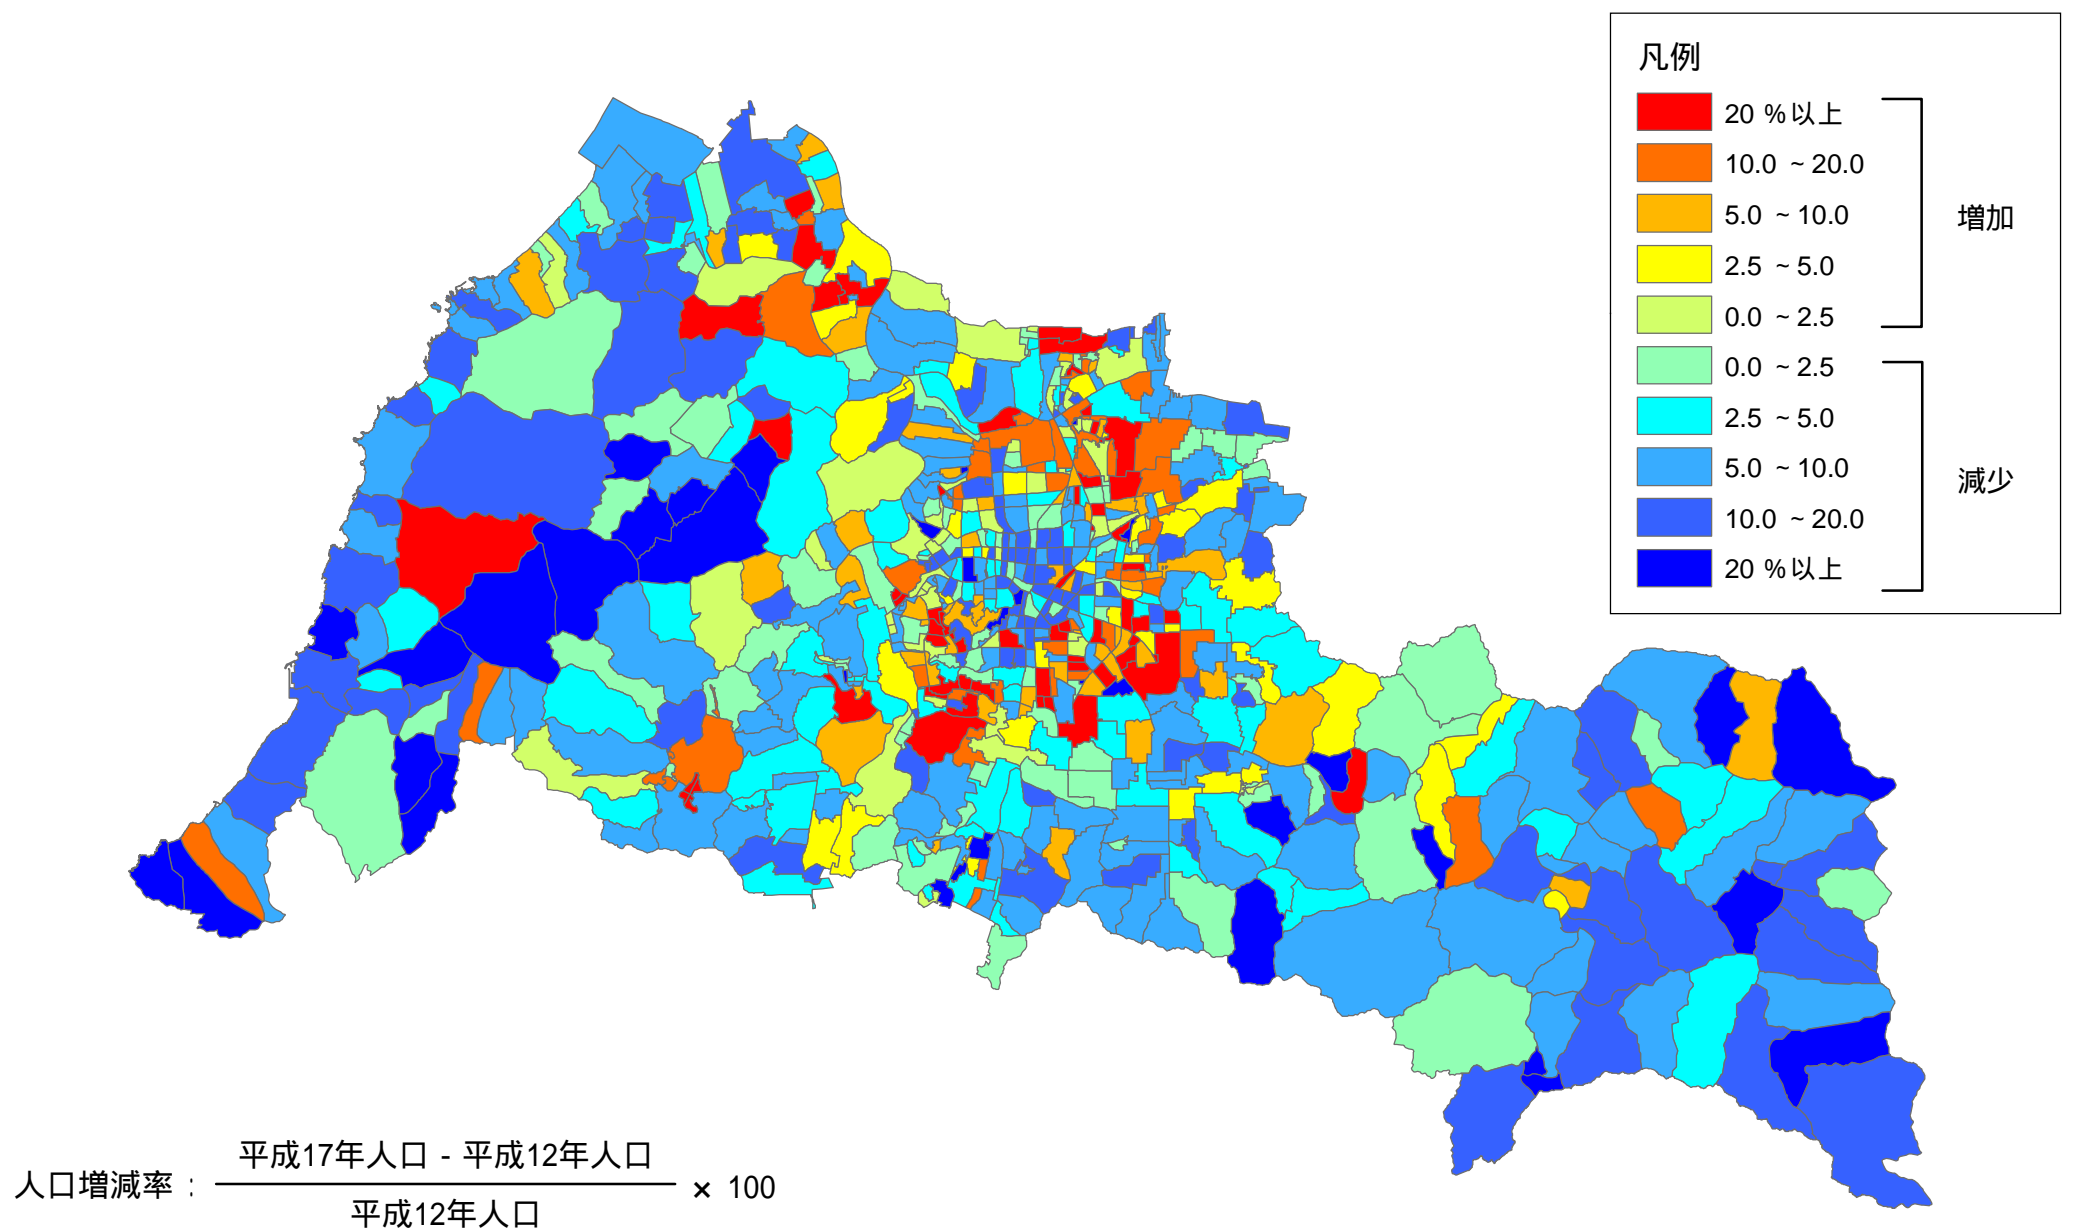 凡例
20 %以上
10.0 ~ 20.0
5.0 ~ 10.0
2.5 ~ 5.0
0.0 ~ 2.5
増加
0.0 ~ 2.5
2.5 ~ 5.0
5.0 ~ 10.0
10.0 ~ 20.0
20 %以上
減少
平成17年人口 - 平成12年人口
人口増減率 : × 100
平成12年人口